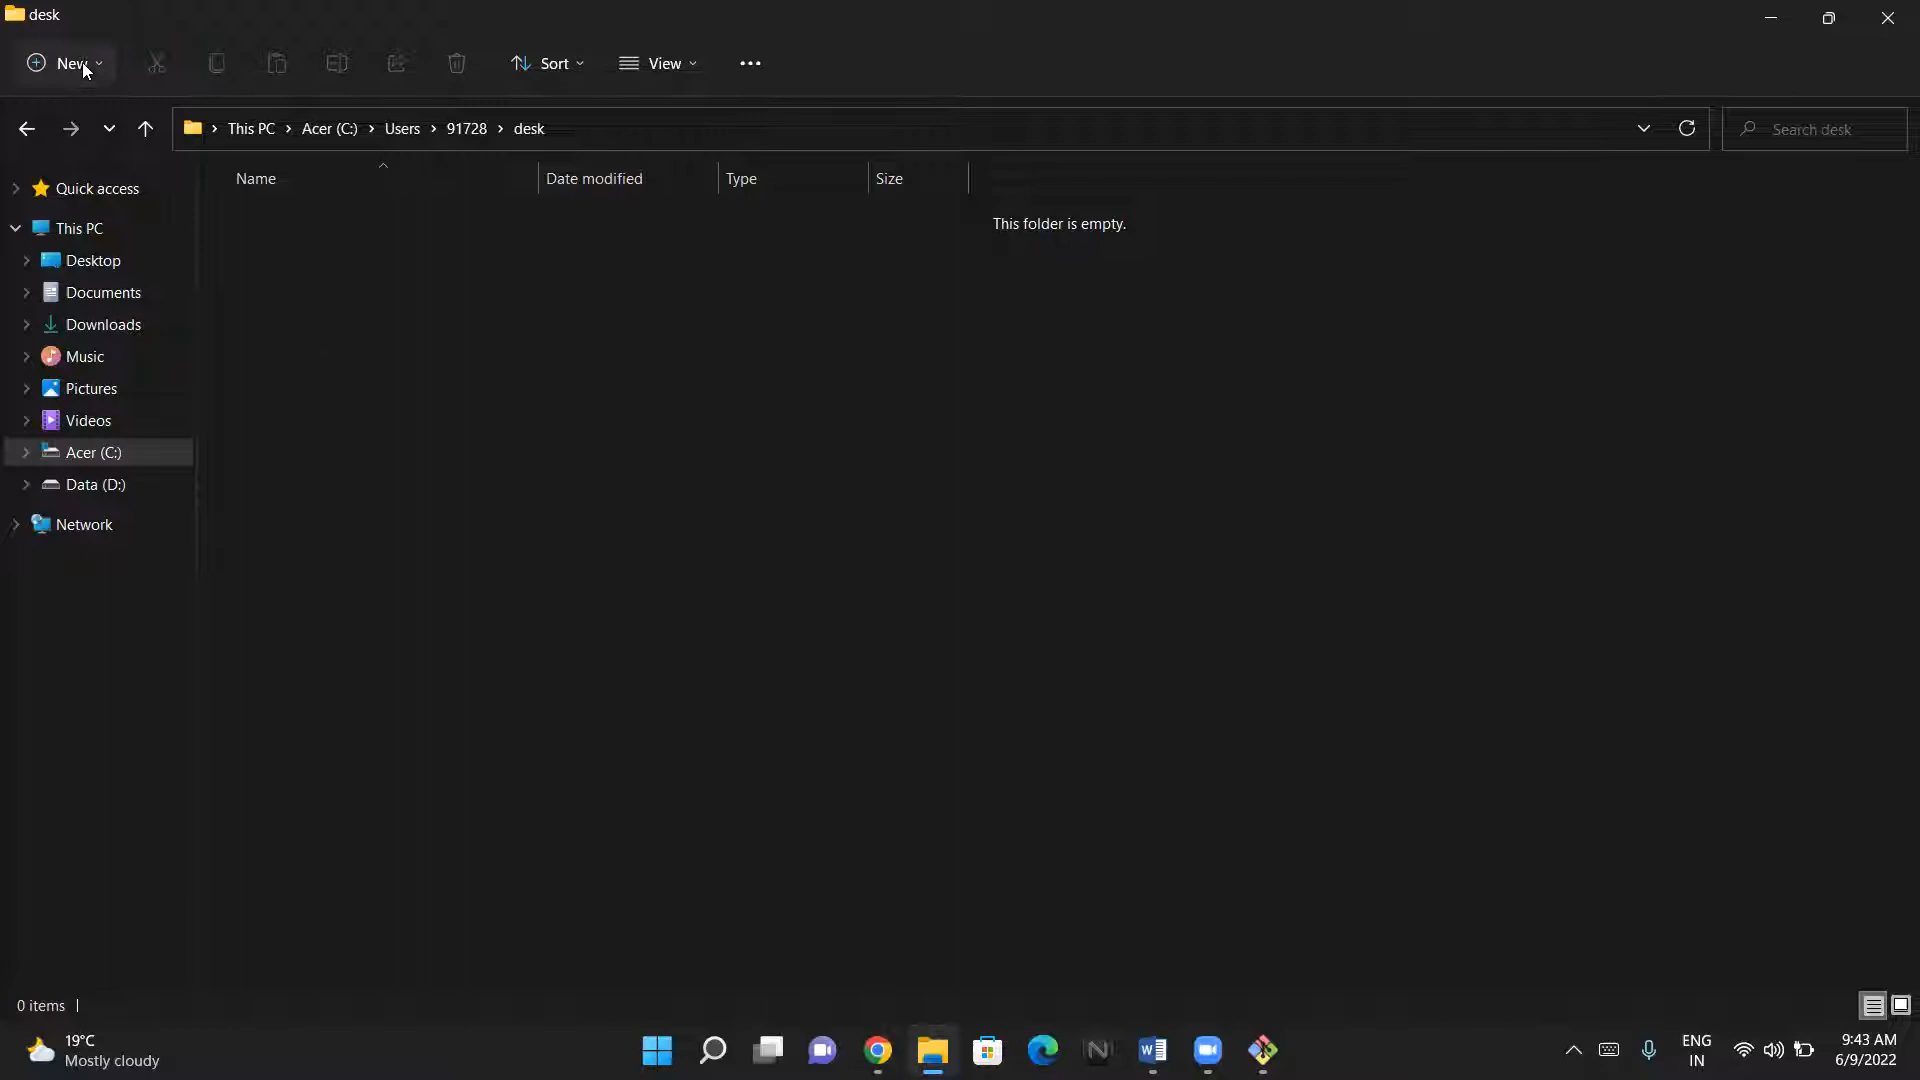 desk
New
Sort
View
This PC
Acer (C:)
Users
91728
desk
Search desk
Name
Date modified
Type
Size
This folder is empty.
Quick access
This PC
Desktop
Documents
Downloads
Music
Pictures
Videos
Acer (C:)
Data (D:)
Network
0 items
19°C
Mostly cloudy
ENG
IN
9:43 AM
6/9/2022